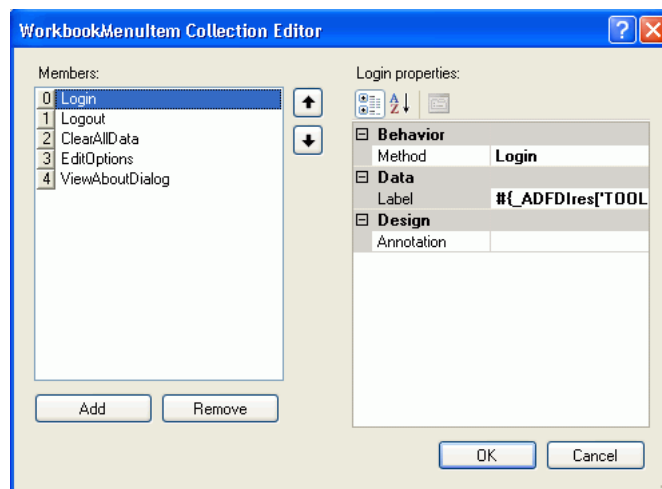 WorkbookMenuItem Collection Editor
Members:
0 Login
1 Logout
2 ClearAllData
3 EditOptions
4 ViewAboutDialog
Add Remove
Login properties:
Behavior
Method Login
Data
Label #{_ADFDIres['TOOL
Design
Annotation
OK Cancel